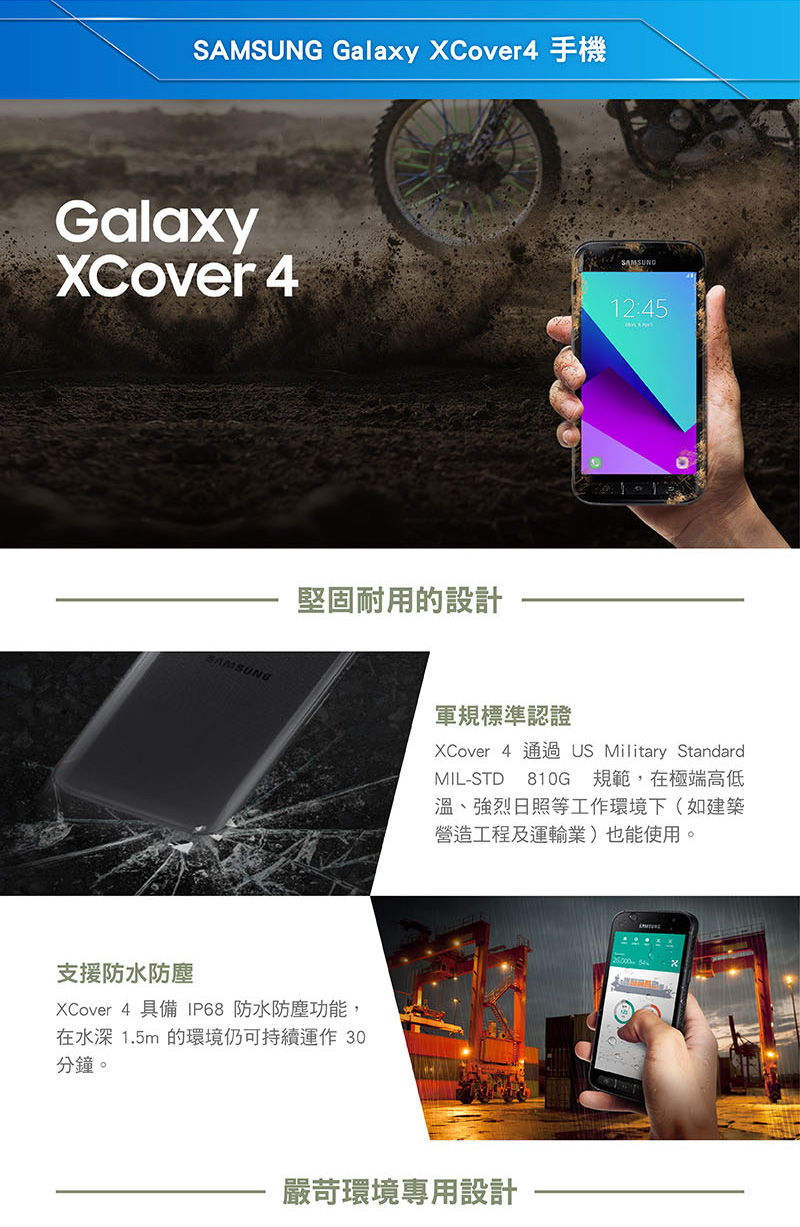 SAMSUNG Galaxy XCover4 手機
Galaxy
XCover 4
SAMSUNG
12:45
堅固耐用的設計
SAMSUNG
軍規標準認證
XCover 4 通過 US Military Standard
MIL-STD 810G 規範，在極端高低
溫、強烈日照等工作環境下（如建築
營造工程及運輸業）也能使用。
SAMSUNG
支援防水防塵
XCover 4 具備 IP68 防水防塵功能，
在水深 1.5m 的環境仍可持續運作 30
分鐘。
嚴苛環境專用設計